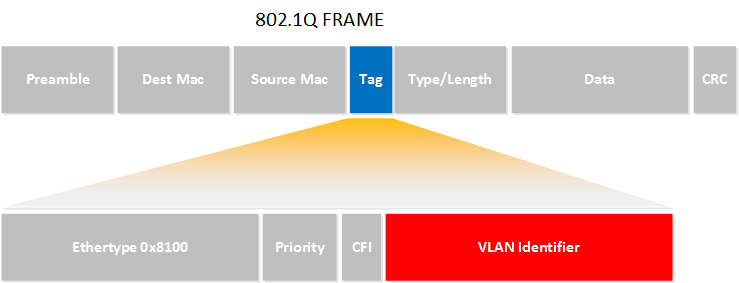 802.1Q FRAME
Preamble Dest Mac Source Mac Tag Type/Length Data CRC
Ethertype 0x8100 Priority CFI VLAN Identifier